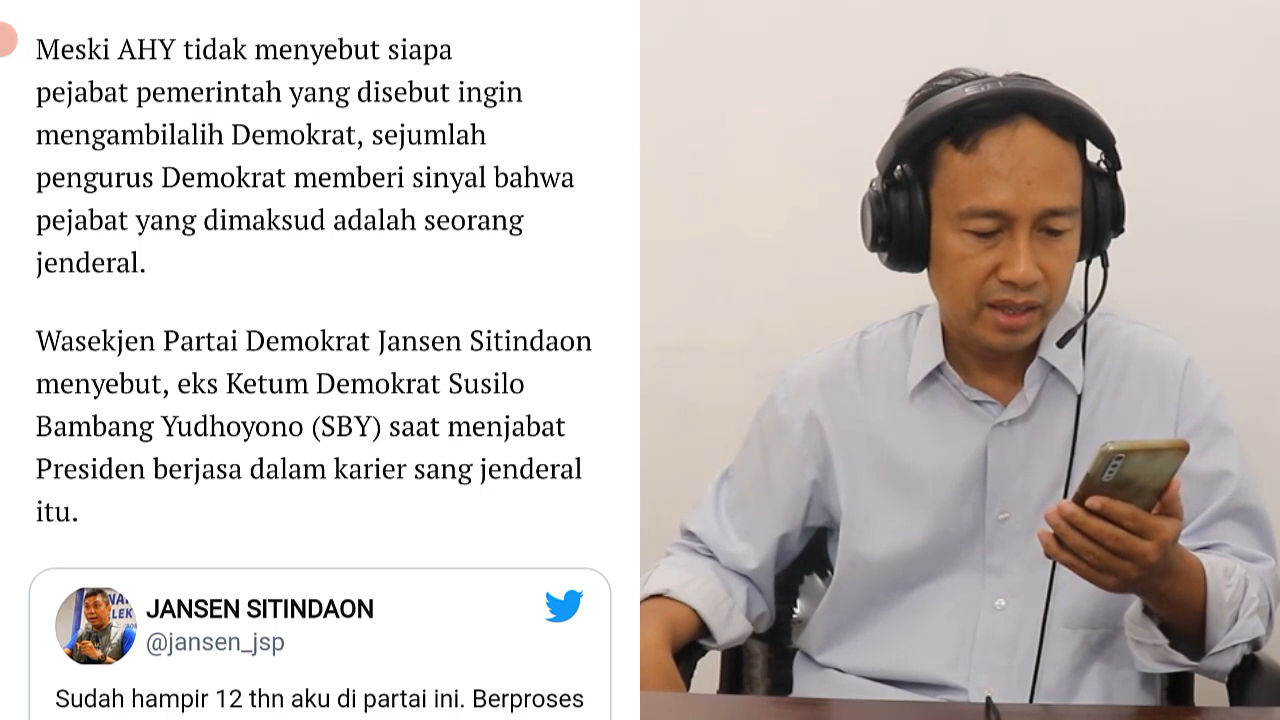 Meski AHY tidak menyebut siapa
pejabat pemerintah yang disebut ingin
mengambilalih Demokrat, sejumlah
pengurus Demokrat memberi sinyal bahwa
pejabat yang dimaksud adalah seorang
jenderal.
Wasekjen Partai Demokrat Jansen Sitindaon
menyebut, eks Ketum Demokrat Susilo
Bambang Yudhoyono (SBY) saat menjabat
Presiden berjasa dalam karier sang jenderal
itu.
JANSEN SITINDAON
@jansen_jsp
Sudah hampir 12 thn aku di partai ini. Berproses